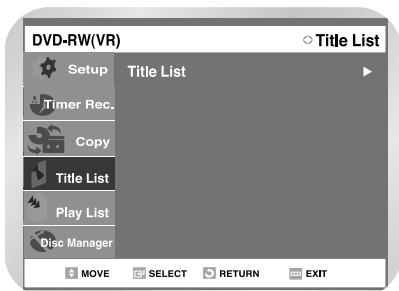 DVD-RW(VR) Title List
Setup
Title List
Timer Rec.
Copy
Title List
Play List
Disc Manager
MOVE SELECT RETURN EXIT